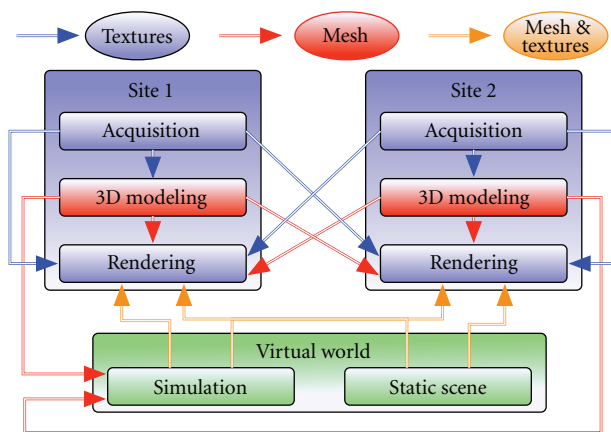 Textures
Mesh
Mesh &
textures
Site 1
Acquisition
3D modeling
Rendering
Site 2
Acquisition
3D modeling
Rendering
Virtual world
Simulation
Static scene